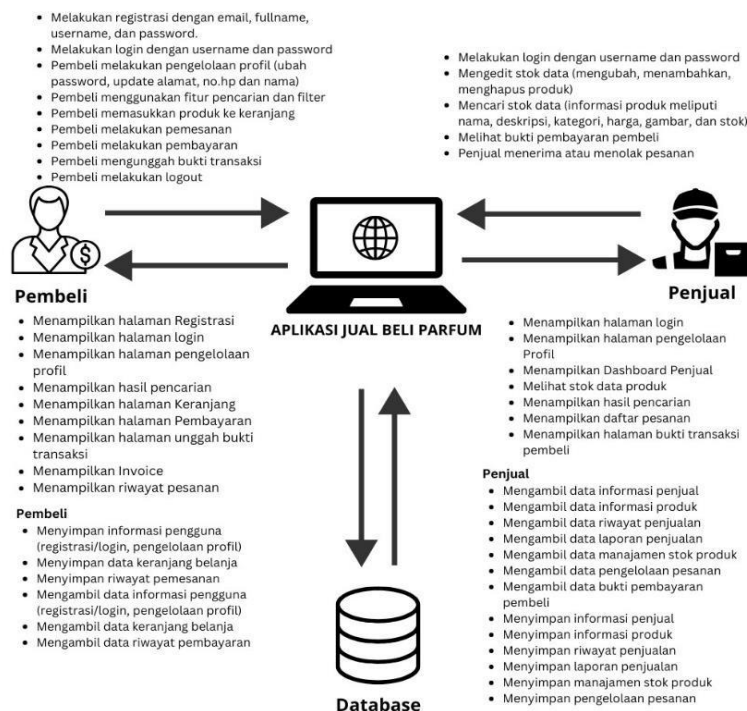 • Melakukan registrasi dengan email, fullname,
username, dan password.
• Melakukan login dengan username dan password
• Pembeli melakukan pengelolaan profil (ubah
password, update alamat, no.hp dan nama)
• Pembeli menggunakan fitur pencarian dan filter
• Pembeli memasukkan produk ke keranjang
• Pembeli melakukan pemesanan
• Pembeli melakukan pembayaran
• Pembeli mengunggah bukti transaksi
• Pembeli melakukan logout
• Melakukan login dengan username dan password
• Mengedit stok data (mengubah, menambahkan,
menghapus produk)
• Mencari stok data (informasi produk meliputi
nama, deskripsi, kategori, harga, gambar, dan stok)
• Melihat bukti pembayaran pembeli
• Penjual menerima atau menolak pesanan
$
Pembeli
APLIKASI JUAL BELI PARFUM
Penjual
• Menampilkan halaman Registrasi
• Menampilkan halaman login
• Menampilkan halaman pengelolaan
profil
• Menampilkan hasil pencarian
• Menampilkan halaman Keranjang
• Menampilkan halaman Pembayaran
• Menampilkan halaman unggah bukti
transaksi
• Menampilkan Invoice
• Menampilkan riwayat pesanan
• Menampilkan halaman login
• Menampilkan halaman pengelolaan
Profil
• Menampilkan Dashboard Penjual
• Melihat stok data produk
• Menampilkan hasil pencarian
• Menampilkan daftar pesanan
• Menampilkan halaman bukti transaksi
pembeli
Pembeli
• Menyimpan informasi pengguna
(registrasi/login, pengelolaan profil)
• Menyimpan data keranjang belanja
• Menyimpan riwayat pemesanan
• Mengambil data informasi pengguna
(registrasi/login, pengelolaan profil)
• Mengambil data keranjang belanja
• Mengambil data riwayat pembayaran
Penjual
• Mengambil data informasi penjual
• Mengambil data informasi produk
• Mengambil data riwayat penjualan
• Mengambil data laporan penjualan
• Mengambil data manajemen stok produk
• Mengambil data pengelolaan pesanan
• Mengambil data bukti pembayaran
pembeli
• Menyimpan informasi penjual
• Menyimpan informasi produk
• Menyimpan riwayat penjualan
• Menyimpan laporan penjualan
• Menyimpan manajemen stok produk
• Menyimpan pengelolaan pesanan
Database